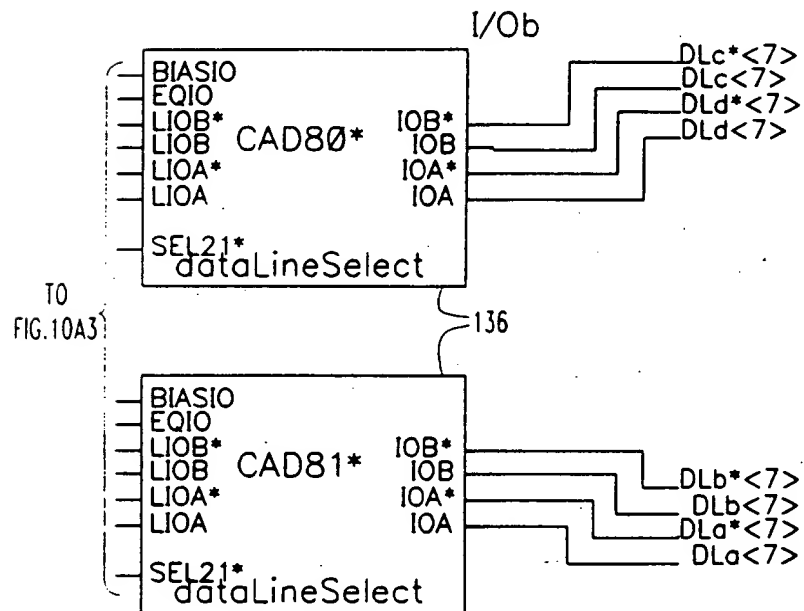 I/Ob
BIASIO
EQIO
LIOB*
LIOB
LIOA*
LIOA
SEL21*
CAD80*
IOB*
IOB
IOA*
IOA
dataLineSelect
DLc*<7>
DLc<7>
DLd*<7>
DLd<7>
TO
FIG.10A3
136
BIASIO
EQIO
LIOB*
LIOB
LIOA*
LIOA
SEL21*
CAD81*
IOB*
IOB
IOA*
IOA
dataLineSelect
DLb*<7>
DLb<7>
DLa*<7>
DLa<7>